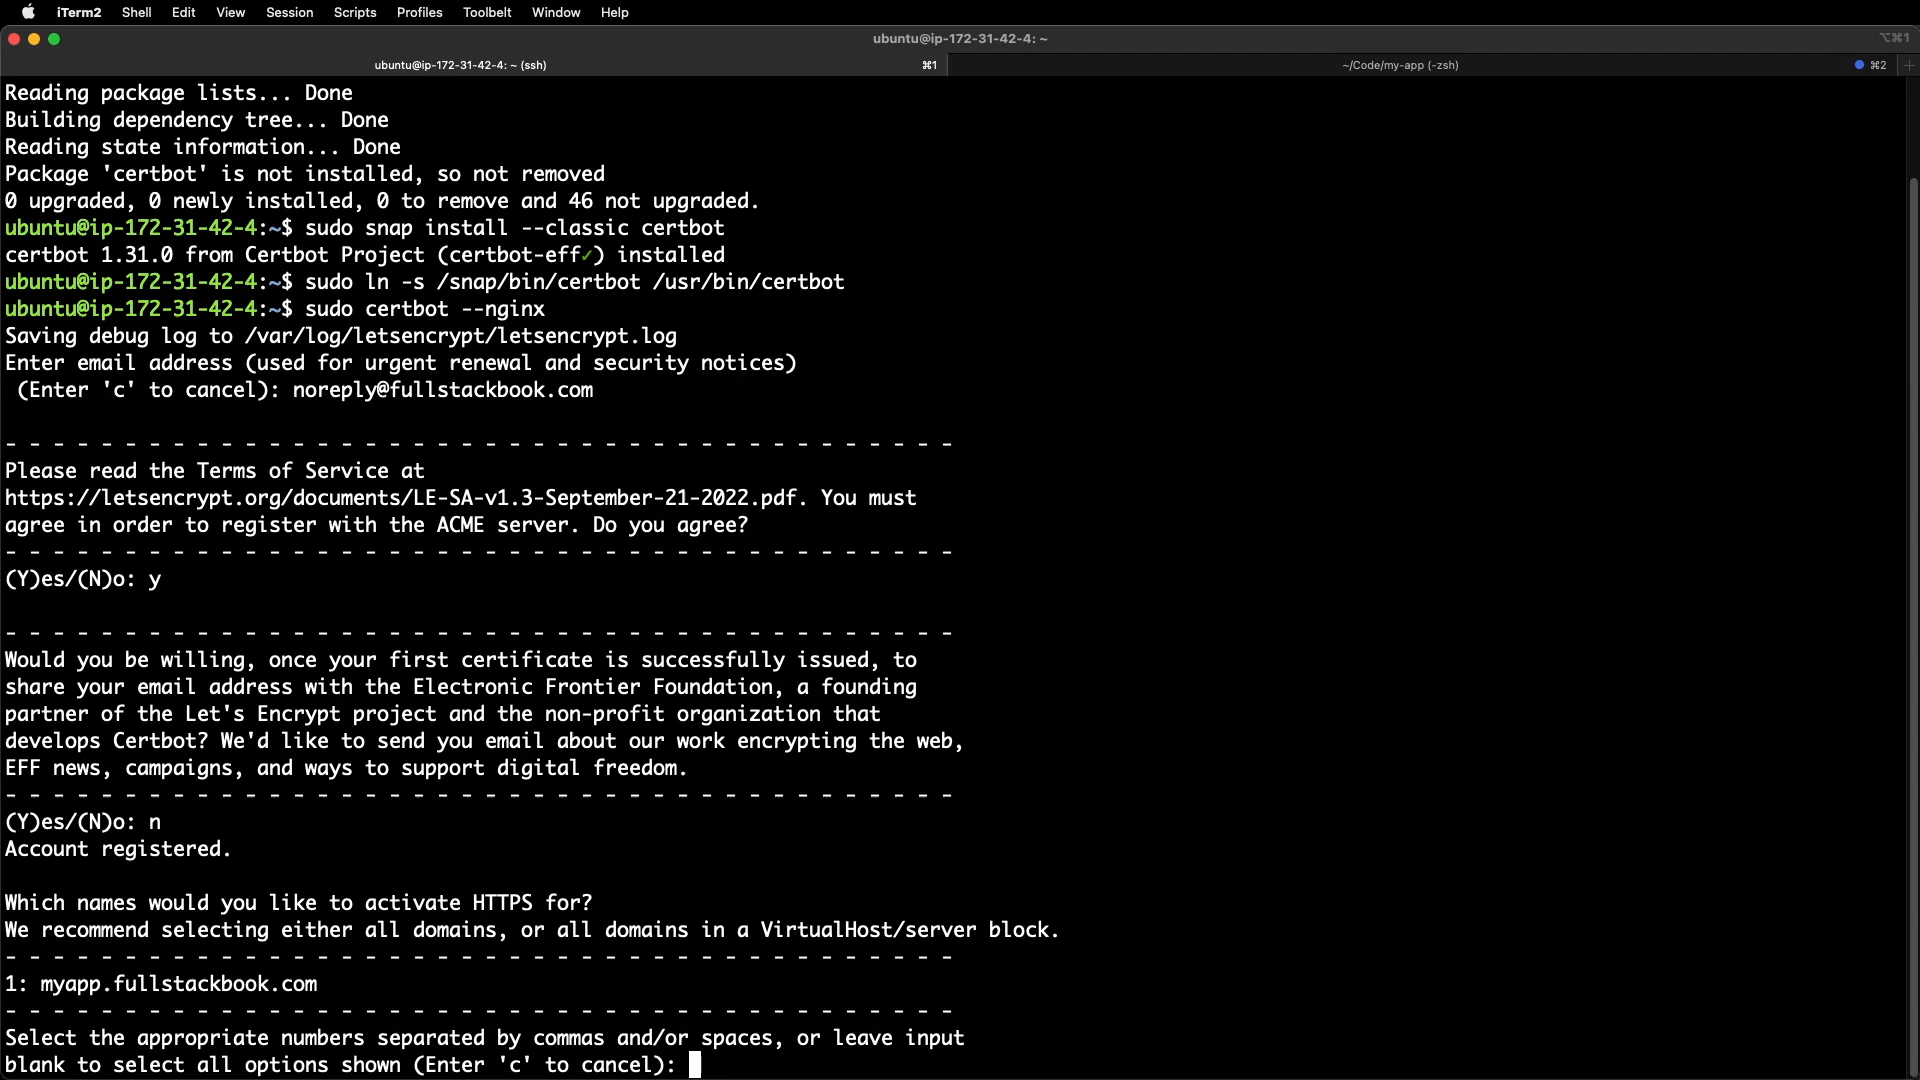 iTerm2 Shell Edit View Session Scripts Profiles Toolbelt Window Help
ubuntu@ip-172-31-42-4: ~ ⌥⌘1
ubuntu@ip-172-31-42-4: ~ (ssh) ⌘1 ~/Code/my-app (-zsh) ⌘2
Reading package lists... Done
Building dependency tree... Done
Reading state information... Done
Package 'certbot' is not installed, so not removed
0 upgraded, 0 newly installed, 0 to remove and 46 not upgraded.
ubuntu@ip-172-31-42-4:~$ sudo snap install --classic certbot
certbot 1.31.0 from Certbot Project (certbot-eff✓) installed
ubuntu@ip-172-31-42-4:~$ sudo ln -s /snap/bin/certbot /usr/bin/certbot
ubuntu@ip-172-31-42-4:~$ sudo certbot --nginx
Saving debug log to /var/log/letsencrypt/letsencrypt.log
Enter email address (used for urgent renewal and security notices)
(Enter 'c' to cancel): noreply@fullstackbook.com
- - - - - - - - - - - - - - - - - - - - - - - - - - - - - - - - - - - - - - - -
Please read the Terms of Service at
https://letsencrypt.org/documents/LE-SA-v1.3-September-21-2022.pdf. You must
agree in order to register with the ACME server. Do you agree?
- - - - - - - - - - - - - - - - - - - - - - - - - - - - - - - - - - - - - - - -
(Y)es/(N)o: y
- - - - - - - - - - - - - - - - - - - - - - - - - - - - - - - - - - - - - - - -
Would you be willing, once your first certificate is successfully issued, to
share your email address with the Electronic Frontier Foundation, a founding
partner of the Let's Encrypt project and the non-profit organization that
develops Certbot? We'd like to send you email about our work encrypting the web,
EFF news, campaigns, and ways to support digital freedom.
- - - - - - - - - - - - - - - - - - - - - - - - - - - - - - - - - - - - - - - -
(Y)es/(N)o: n
Account registered.
Which names would you like to activate HTTPS for?
We recommend selecting either all domains, or all domains in a VirtualHost/server block.
- - - - - - - - - - - - - - - - - - - - - - - - - - - - - - - - - - - - - - - -
1: myapp.fullstackbook.com
- - - - - - - - - - - - - - - - - - - - - - - - - - - - - - - - - - - - - - - -
Select the appropriate numbers separated by commas and/or spaces, or leave input
blank to select all options shown (Enter 'c' to cancel):